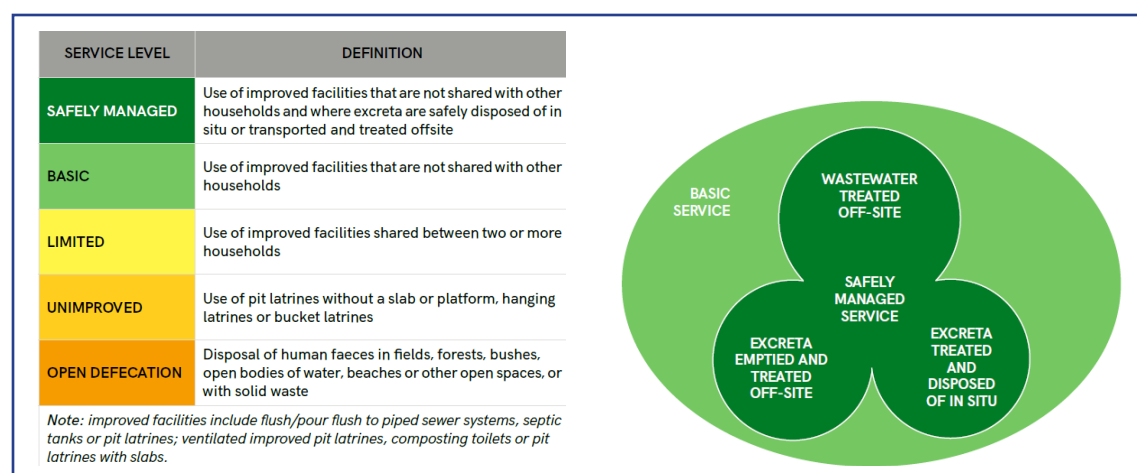 SERVICE LEVEL
DEFINITION
SAFELY MANAGED
Use of improved facilities that are not shared with other
households and where excreta are safely disposed of in
situ or transported and treated offsite
BASIC
Use of improved facilities that are not shared with other
households
LIMITED
Use of improved facilities shared between two or more
households
UNIMPROVED
Use of pit latrines without a slab or platform, hanging
latrines or bucket latrines
OPEN DEFECATION
Disposal of human faeces in fields, forests, bushes,
open bodies of water, beaches or other open spaces, or
with solid waste
Note: improved facilities include flush/pour flush to piped sewer systems, septic
tanks or pit latrines; ventilated improved pit latrines, composting toilets or pit
latrines with slabs.
BASIC
SERVICE
WASTEWATER
TREATED
OFF-SITE
SAFELY
MANAGED
SERVICE
EXCRETA
EMPTIED AND
TREATED
OFF-SITE
EXCRETA
TREATED
AND
DISPOSED
OF IN SITU